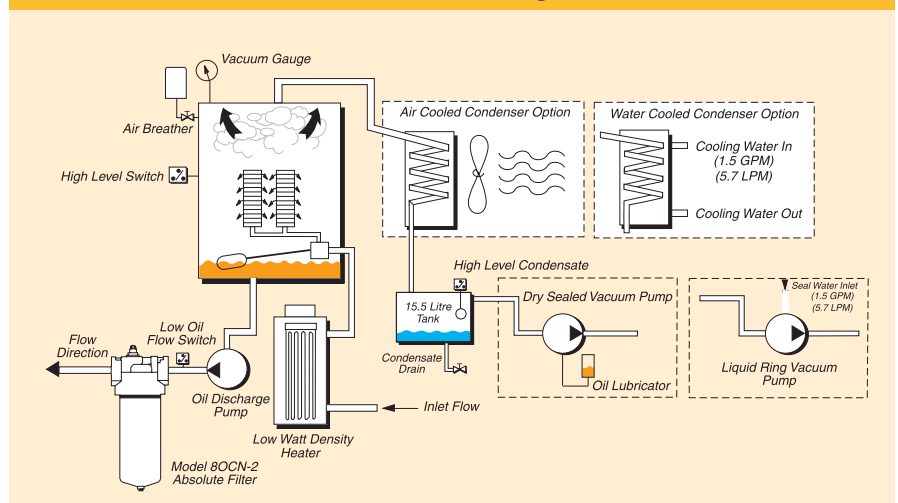 Vacuum Gauge
Air Breather
High Level Switch
Air Cooled Condenser Option
Water Cooled Condenser Option
Cooling Water In
(1.5 GPM)
(5.7 LPM)
Cooling Water Out
High Level Condensate
15.5 Litre
Tank
Condensate
Drain
Dry Sealed Vacuum Pump
Oil Lubricator
Seal Water Inlet
(1.5 GPM)
(5.7 LPM)
Liquid Ring Vacuum
Pump
Flow
Direction
Low Oil
Flow Switch
Oil Discharge
Pump
Inlet Flow
Low Watt Density
Heater
Model 8OCN-2
Absolute Filter